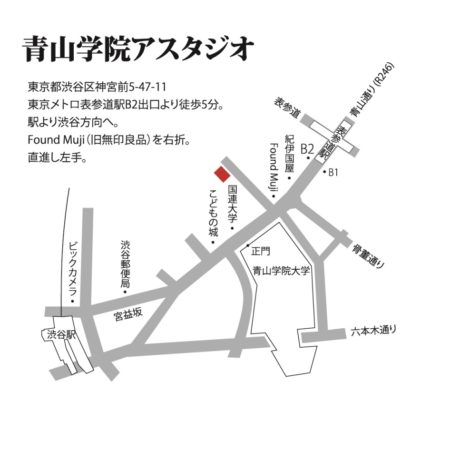 青山学院アスタジオ
東京都渋谷区神宮前5-47-11
東京メトロ表参道駅B2出口より徒歩5分。
駅より渋谷方向へ。
Found Muji（旧無印良品）を右折。
直進し左手。
青山通り(R246)
表参道
表参道駅
B2
B1
紀伊国屋
Found Muji
国連大学
こどもの城
骨董通り
正門
青山学院大学
渋谷郵便局
ビックカメラ
宮益坂
渋谷駅
六本木通り